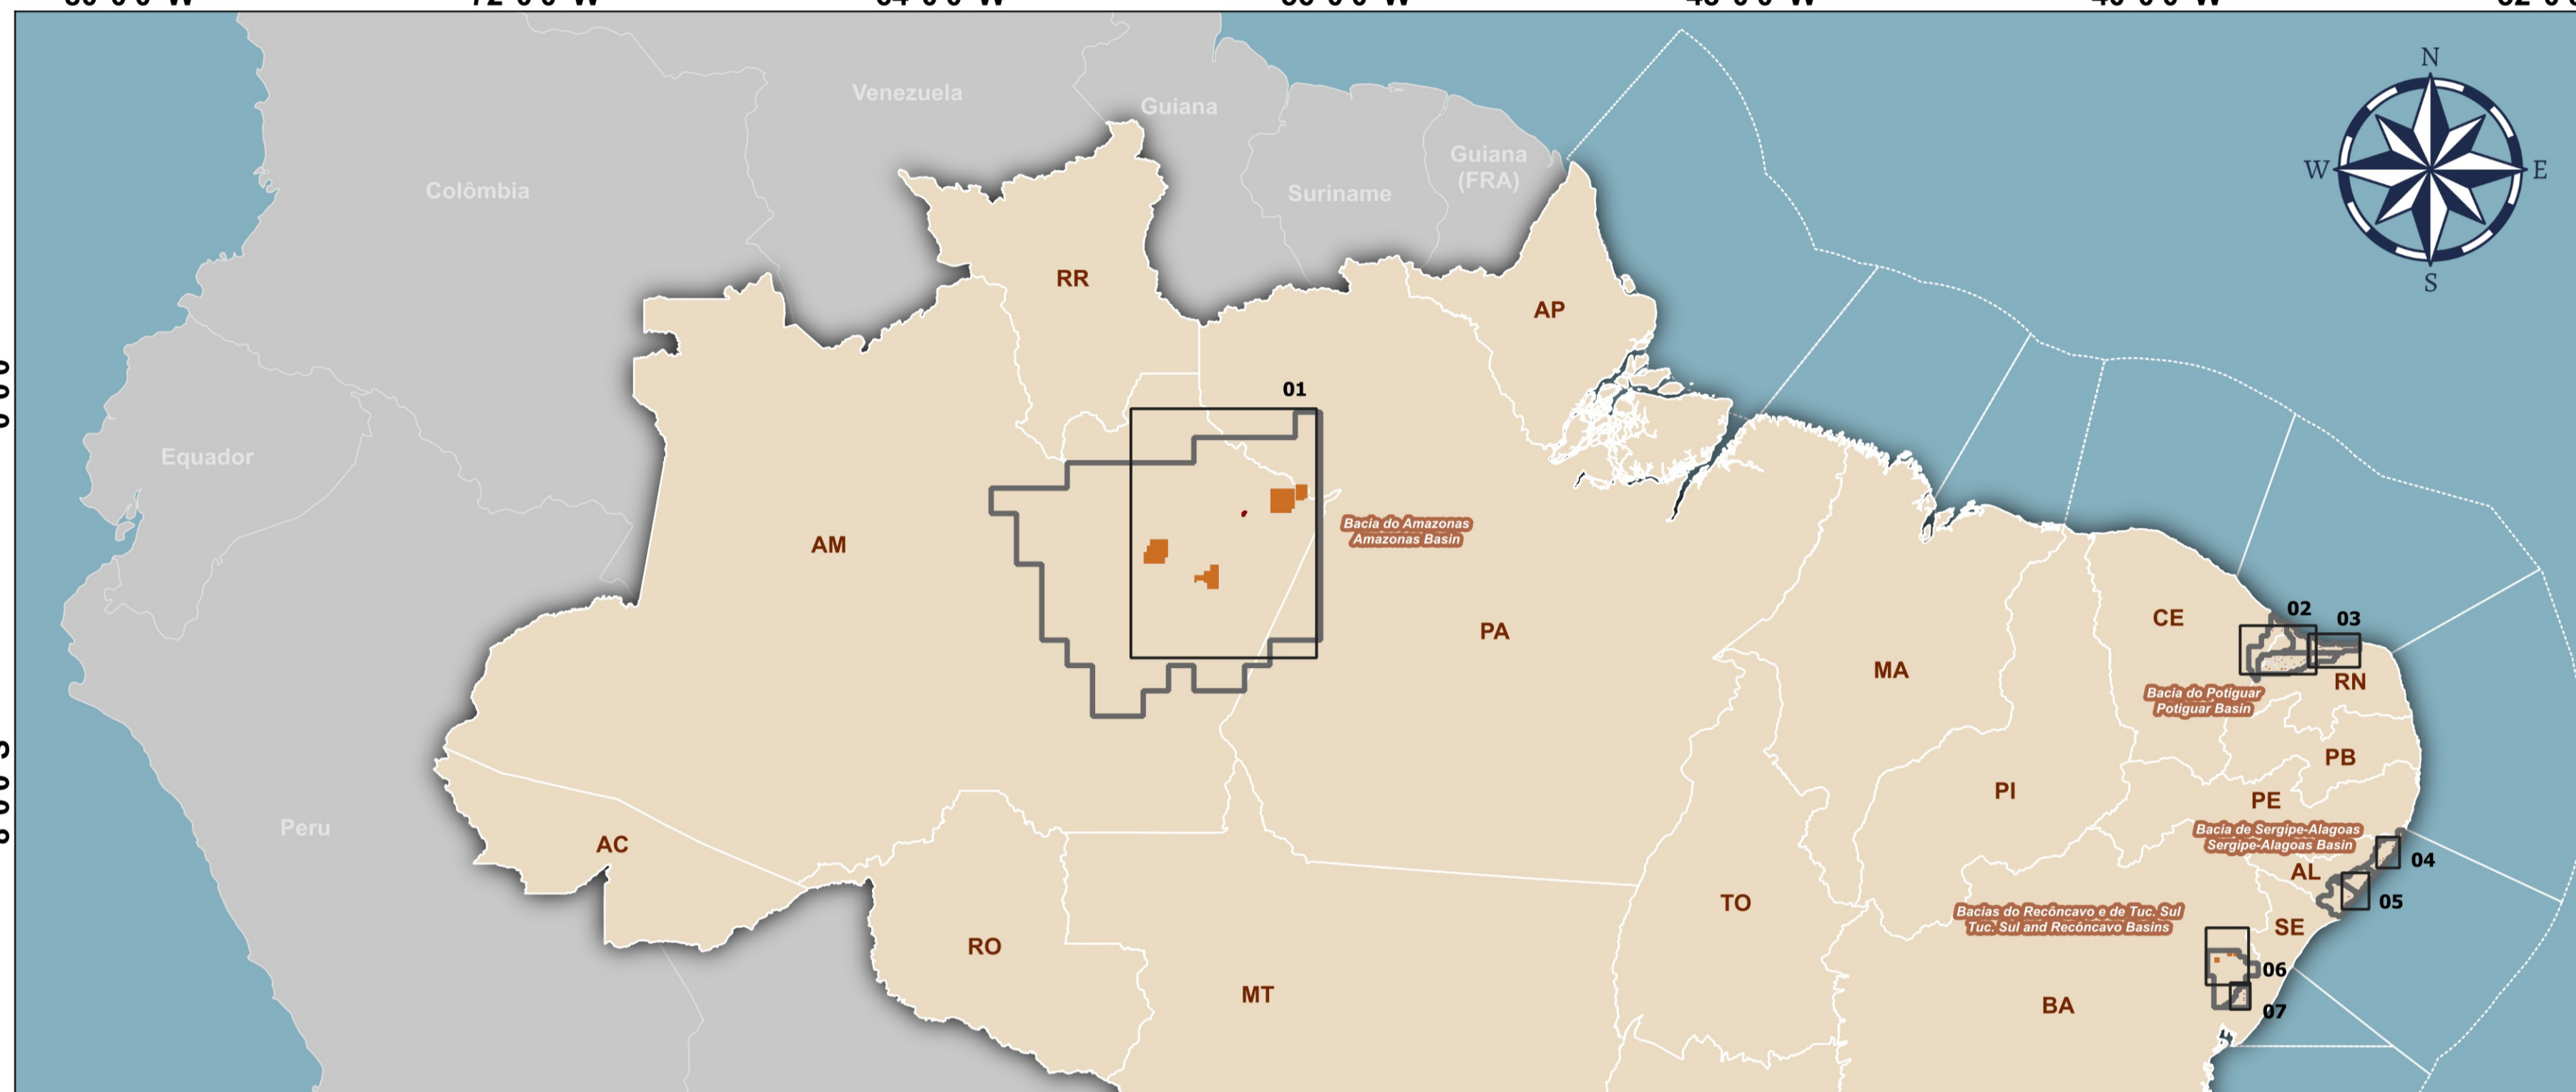 N
W
E
S
Venezuela
Guiana
Colômbia
Suriname
Guiana
(FRA)
RR
AP
01
Equador
AM
Bacia do Amazonas
Amazonas Basin
PA
CE
02
03
MA
RN
Bacia do Potiguar
Potiguar Basin
PB
PI
PE
Peru
AC
Bacia de Sergipe-Alagoas
Sergipe-Alagoas Basin
04
AL
05
TO
Bacias do Recôncavo e de Tuc. Sul
Tuc. Sul and Recôncavo Basins
SE
RO
06
MT
BA
07